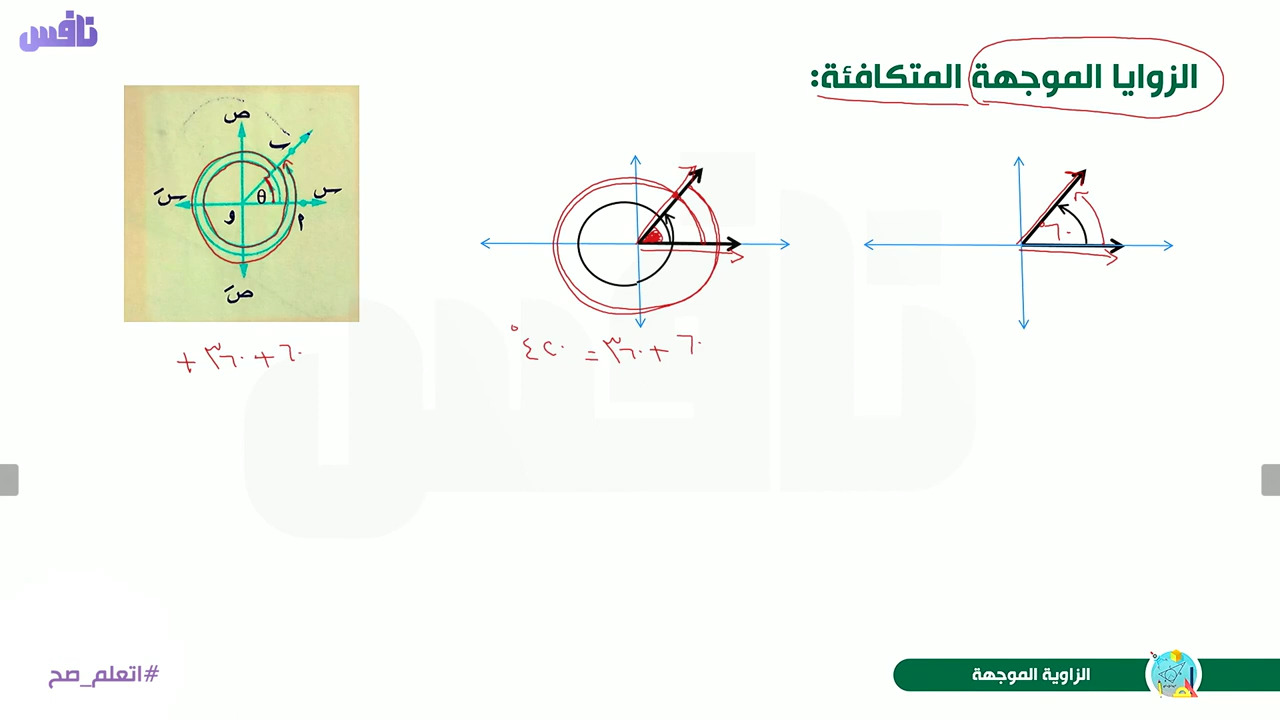 نافس
الزوايا الموجهة المتكافئة:
ص
ب
س
سَ
θ
و
أ
صَ
٦٠
٦٠ + ٣٦٠ = ٤٢٠°
٦٠ + ٣٦٠ +
الزاوية الموجهة
#اتعلم_صح